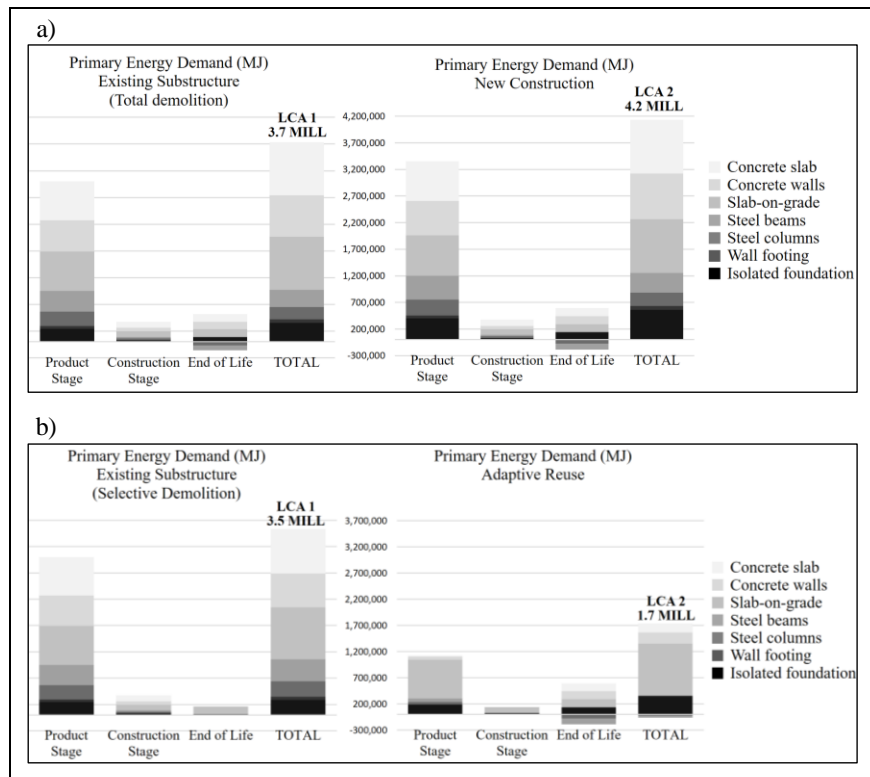 a)
Primary Energy Demand (MJ)
Existing Substructure
(Total demolition)
LCA 1
3.7 MILL
Product
Stage
Construction
Stage
End of Life
TOTAL
Primary Energy Demand (MJ)
New Construction
LCA 2
4.2 MILL
4,200,000
3,700,000
3,200,000
2,700,000
2,200,000
1,700,000
1,200,000
700,000
200,000
-300,000
Product
Stage
Construction
Stage
End of Life
TOTAL
Concrete slab
Concrete walls
Slab-on-grade
Steel beams
Steel columns
Wall footing
Isolated foundation
b)
Primary Energy Demand (MJ)
Existing Substructure
(Selective Demolition)
LCA 1
3.5 MILL
Product
Stage
Construction
Stage
End of Life
TOTAL
Primary Energy Demand (MJ)
Adaptive Reuse
3,700,000
3,200,000
2,700,000
2,200,000
1,700,000
1,200,000
700,000
200,000
-300,000
LCA 2
1.7 MILL
Product
Stage
Construction
Stage
End of Life
TOTAL
Concrete slab
Concrete walls
Slab-on-grade
Steel beams
Steel columns
Wall footing
Isolated foundation